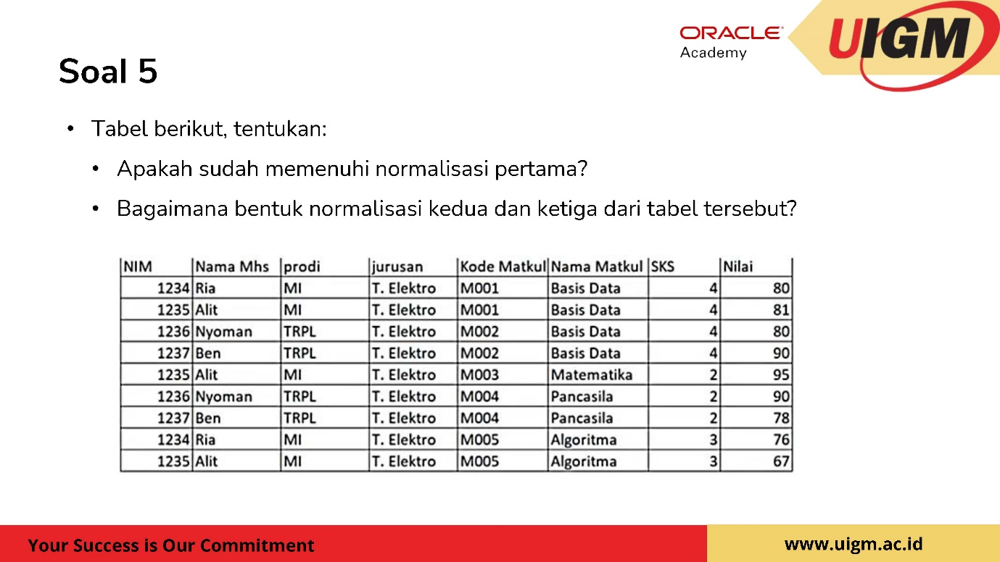 ORACLE
Academy
UIGM
Soal 5
• Tabel berikut, tentukan:
• Apakah sudah memenuhi normalisasi pertama?
• Bagaimana bentuk normalisasi kedua dan ketiga dari tabel tersebut?
NIM Nama Mhs prodi jurusan Kode Matkul Nama Matkul SKS Nilai
1234 Ria MI T. Elektro M001 Basis Data 4 80
1235 Alit MI T. Elektro M001 Basis Data 4 81
1236 Nyoman TRPL T. Elektro M002 Basis Data 4 80
1237 Ben TRPL T. Elektro M002 Basis Data 4 90
1235 Alit MI T. Elektro M003 Matematika 2 95
1236 Nyoman TRPL T. Elektro M004 Pancasila 2 90
1237 Ben TRPL T. Elektro M004 Pancasila 2 78
1234 Ria MI T. Elektro M005 Algoritma 3 76
1235 Alit MI T. Elektro M005 Algoritma 3 67
Your Success is Our Commitment
www.uigm.ac.id